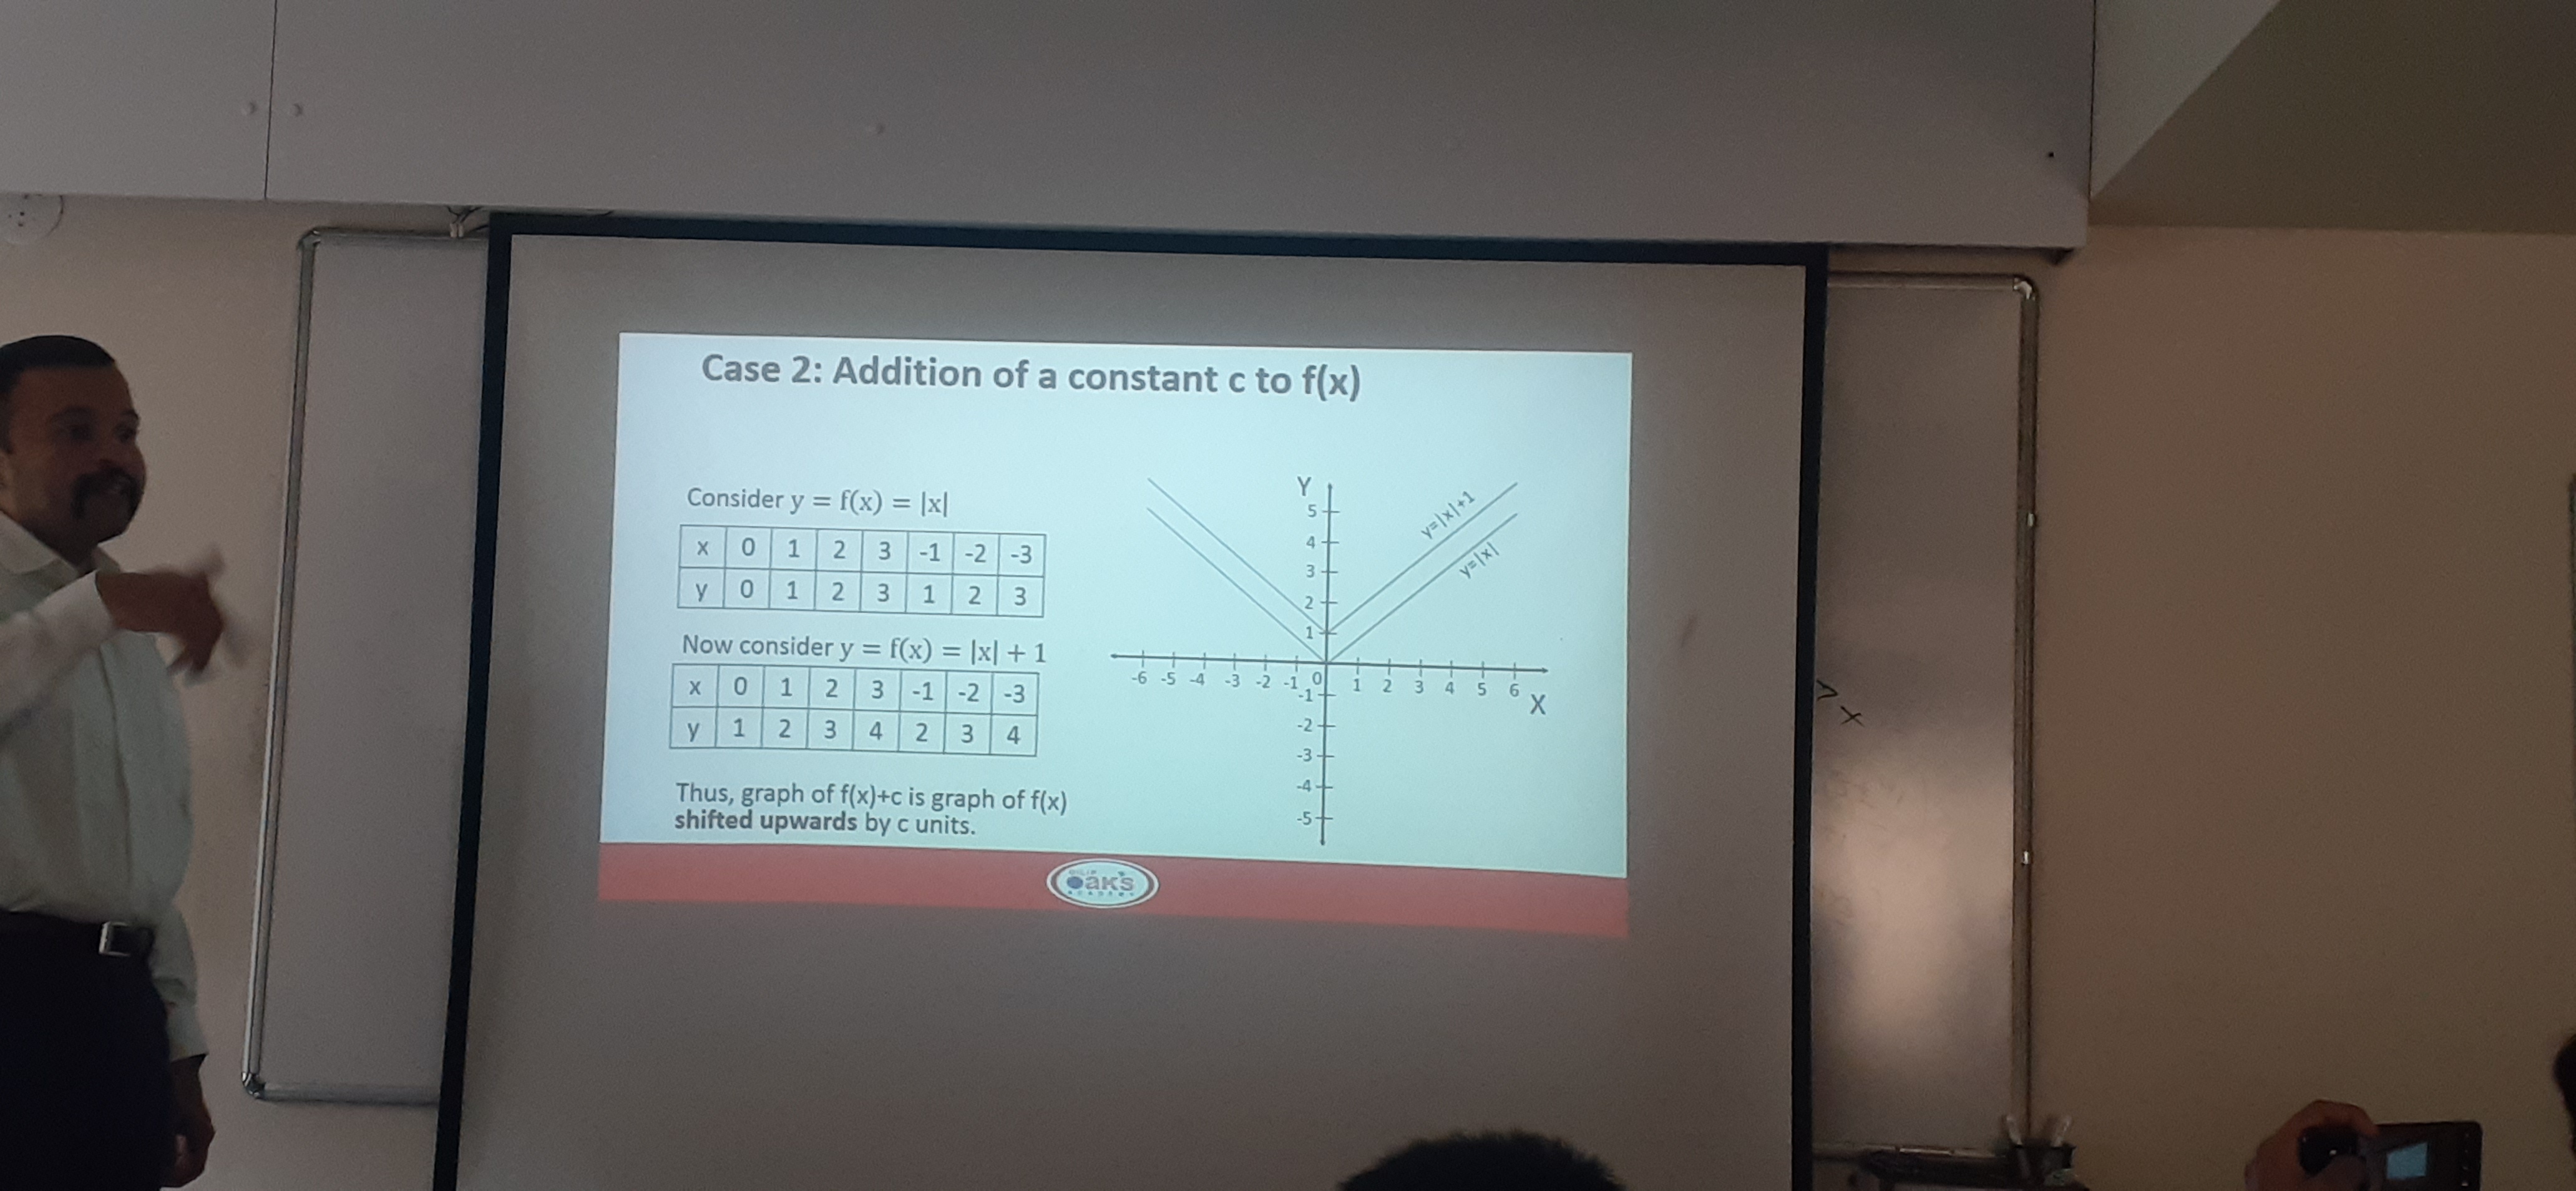 Case 2: Addition of a constant c to f(x)
Consider y = f(x) = |x|
x 0 1 2 3 -1 -2 -3
y 0 1 2 3 1 2 3
Now consider y = f(x) = |x| + 1
x 0 1 2 3 -1 -2 -3
y 1 2 3 4 2 3 4
Thus, graph of f(x)+c is graph of f(x)
shifted upwards by c units.
Y
5
4
3
2
1
y=|x|+1
y=|x|
-6 -5 -4 -3 -2 -1 0 1 2 3 4 5 6
X
-1
-2
-3
-4
-5
DILIP
Oak's
ACADEMY
x